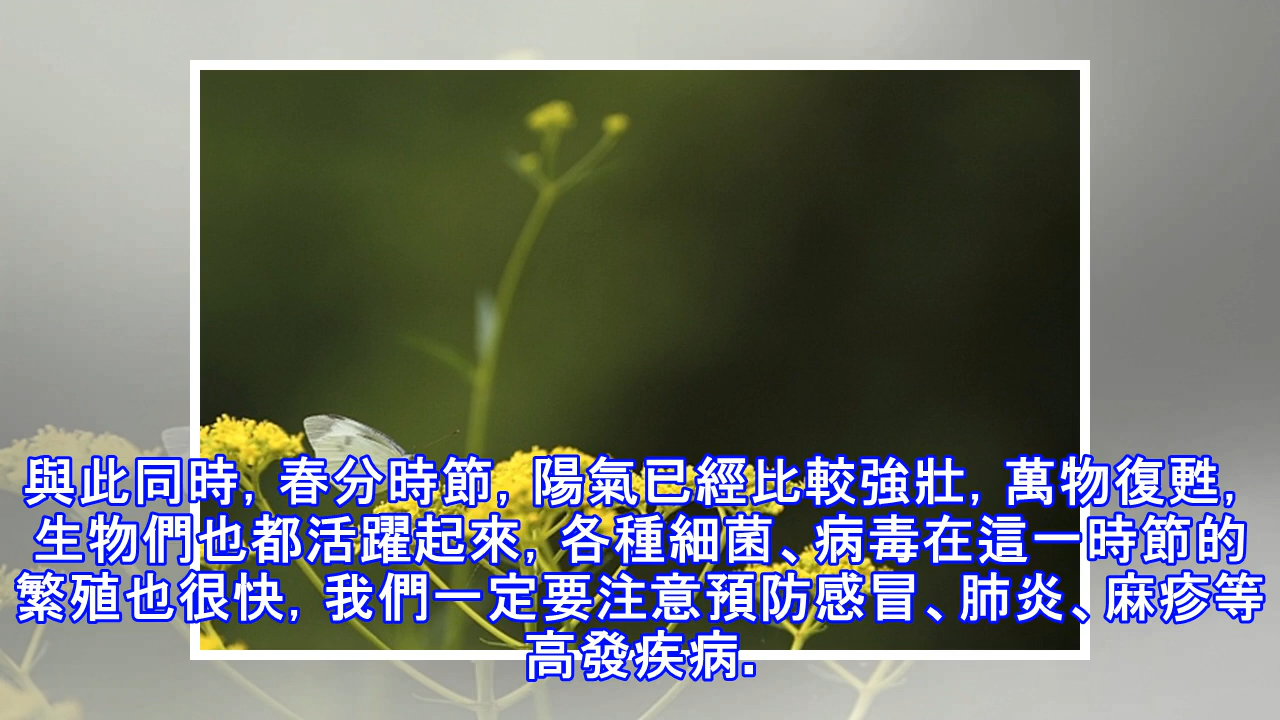 與此同時, 春分時節, 陽氣已經比較強壯, 萬物復甦,
生物們也都活躍起來, 各種細菌、病毒在這一時節的
繁殖也很快, 我們一定要注意預防感冒、肺炎、麻疹等
高發疾病.